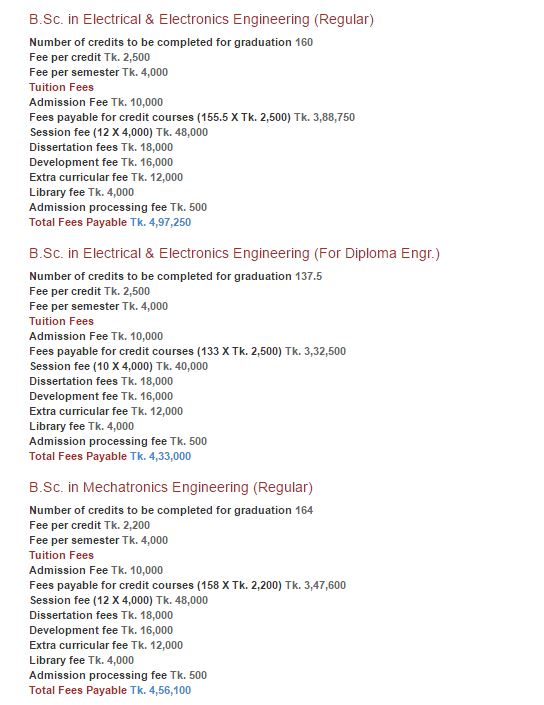 B.Sc. in Electrical & Electronics Engineering (Regular)
Number of credits to be completed for graduation 160
Fee per credit Tk. 2,500
Fee per semester Tk. 4,000
Tuition Fees
Admission Fee Tk. 10,000
Fees payable for credit courses (155.5 X Tk. 2,500) Tk. 3,88,750
Session fee (12 X 4,000) Tk. 48,000
Dissertation fees Tk. 18,000
Development fee Tk. 16,000
Extra curricular fee Tk. 12,000
Library fee Tk. 4,000
Admission processing fee Tk. 500
Total Fees Payable Tk. 4,97,250
B.Sc. in Electrical & Electronics Engineering (For Diploma Engr.)
Number of credits to be completed for graduation 137.5
Fee per credit Tk. 2,500
Fee per semester Tk. 4,000
Tuition Fees
Admission Fee Tk. 10,000
Fees payable for credit courses (133 X Tk. 2,500) Tk. 3,32,500
Session fee (10 X 4,000) Tk. 40,000
Dissertation fees Tk. 18,000
Development fee Tk. 16,000
Extra curricular fee Tk. 12,000
Library fee Tk. 4,000
Admission processing fee Tk. 500
Total Fees Payable Tk. 4,33,000
B.Sc. in Mechatronics Engineering (Regular)
Number of credits to be completed for graduation 164
Fee per credit Tk. 2,200
Fee per semester Tk. 4,000
Tuition Fees
Admission Fee Tk. 10,000
Fees payable for credit courses (158 X Tk. 2,200) Tk. 3,47,600
Session fee (12 X 4,000) Tk. 48,000
Dissertation fees Tk. 18,000
Development fee Tk. 16,000
Extra curricular fee Tk. 12,000
Library fee Tk. 4,000
Admission processing fee Tk. 500
Total Fees Payable Tk. 4,56,100